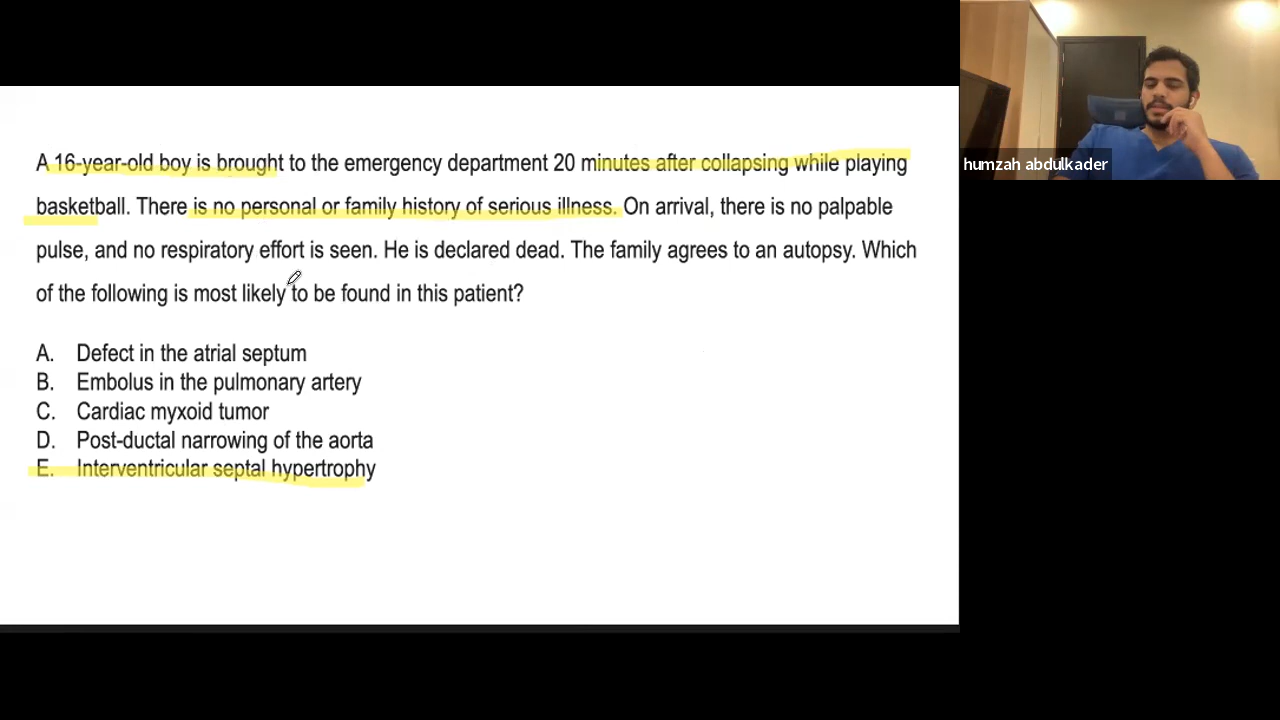 A 16-year-old boy is brought to the emergency department 20 minutes after collapsing while playing
basketball. There is no personal or family history of serious illness. On arrival, there is no palpable
pulse, and no respiratory effort is seen. He is declared dead. The family agrees to an autopsy. Which
of the following is most likely to be found in this patient?
A. Defect in the atrial septum
B. Embolus in the pulmonary artery
C. Cardiac myxoid tumor
D. Post-ductal narrowing of the aorta
E. Interventricular septal hypertrophy
humzah abdulkader